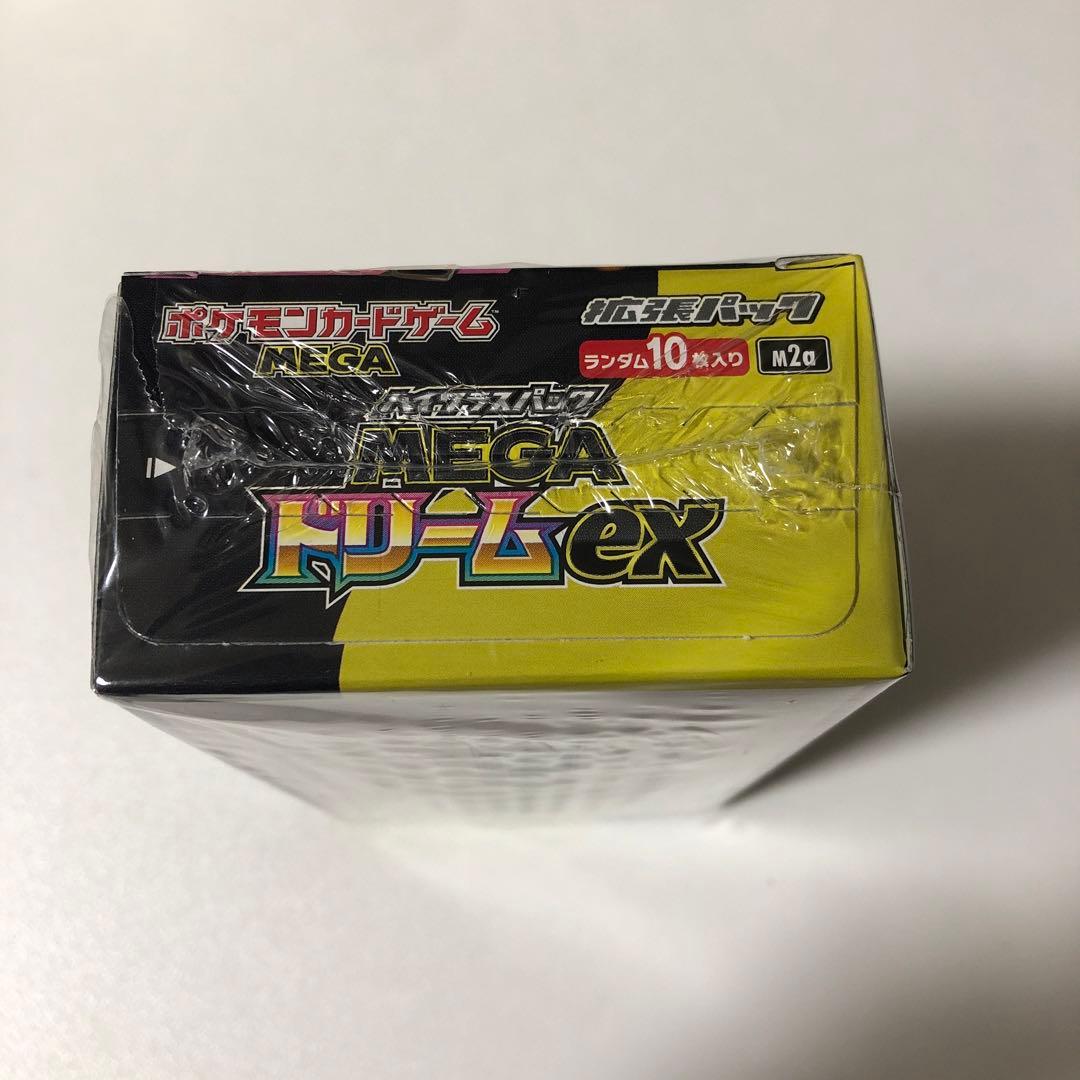 ポケモンカードゲーム™
MEGA
拡張パック
ランダム10枚入り M2a
ハイクラスパック
MEGA
ドリームex